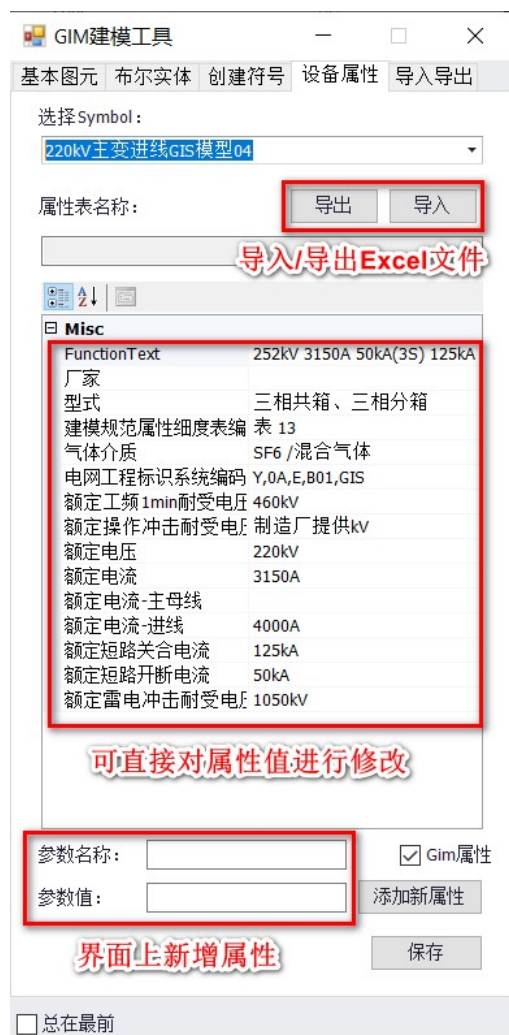 GIM建模工具
基本图元 布尔实体 创建符号 设备属性 导入导出
选择Symbol:
220kV主变进线GIS模型04
属性表名称: 导出 导入
导入/导出Excel文件
Misc
FunctionText 252kV 3150A 50kA(3S) 125kA
厂家
型式 三相共箱、三相分箱
建模规范属性细度表编 表 13
气体介质 SF6 /混合气体
电网工程标识系统编码 Y,0A,E,B01,GIS
额定工频1min耐受电压 460kV
额定操作冲击耐受电压 制造厂提供kV
额定电压 220kV
额定电流 3150A
额定电流-主母线
额定电流-进线 4000A
额定短路关合电流 125kA
额定短路开断电流 50kA
额定雷电冲击耐受电压 1050kV
可直接对属性值进行修改
参数名称: Gim属性
参数值: 添加新属性
界面上新增属性
保存
总在最前